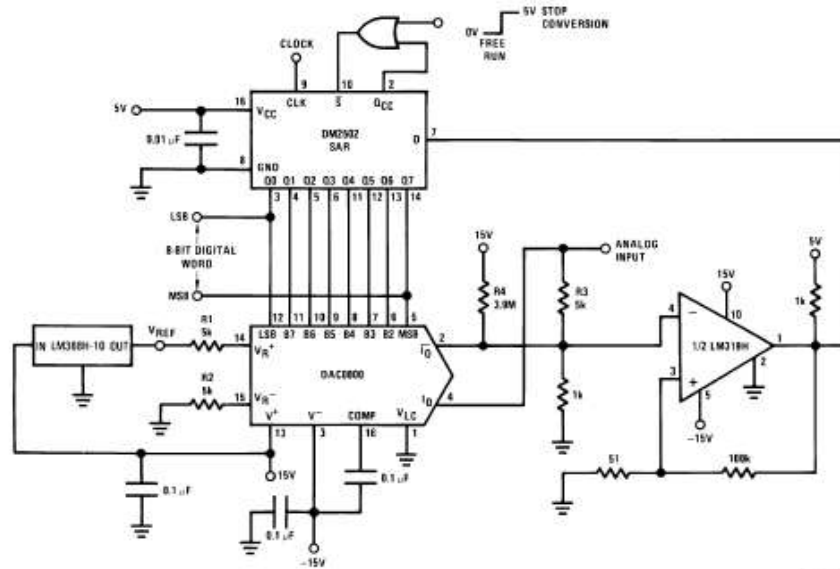 5V STOP
CONVERSION
0V
FREE
RUN
CLOCK
9
10
2
CLK
S
QCC
5V
16
VCC
0.01 µF
DM2502
SAR
D
7
8
GND
Q0 Q1 Q2 Q3 Q4 Q5 Q6 Q7
3 4 5 6 11 12 13 14
LSB
8-BIT DIGITAL
WORD
MSB
15V
ANALOG
INPUT
5V
R4
3.9M
R3
5k
15V
1k
R1
5k
12 11 10 9 8 7 6 5
LSB B7 B6 B5 B4 B3 B2 MSB
IN LM368H-10 OUT
VREF
14
VR+
IO
2
4
10
1/2 LM319H
1
2
DAC0800
R2
5k
15
VR−
IO
4
3
5
−15V
1k
V+
V−
COMP
VLC
13
3
16
1
15V
0.1 µF
0.1 µF
0.1 µF
−15V
51
100k